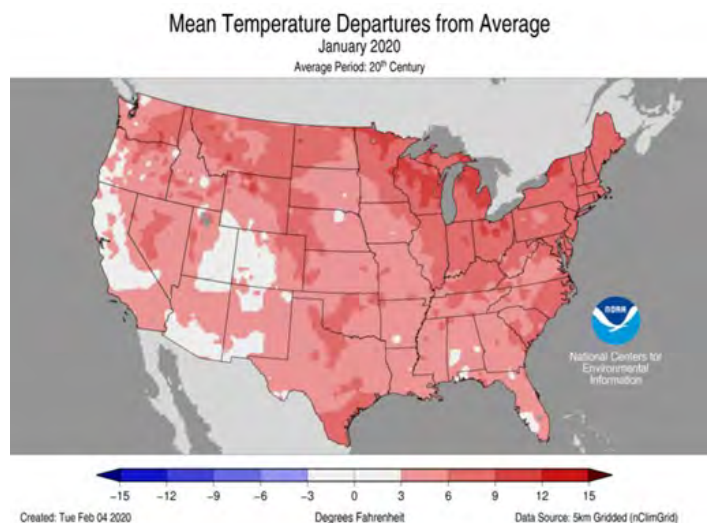 Mean Temperature Departures from Average
January 2020
Average Period: 20th Century
NOAA
National Centers for
Environmental
Information
-15 -12 -9 -6 -3 0 3 6 9 12 15
Created: Tue Feb 04 2020 Degrees Fahrenheit Data Source: 5km Gridded (nClimGrid)